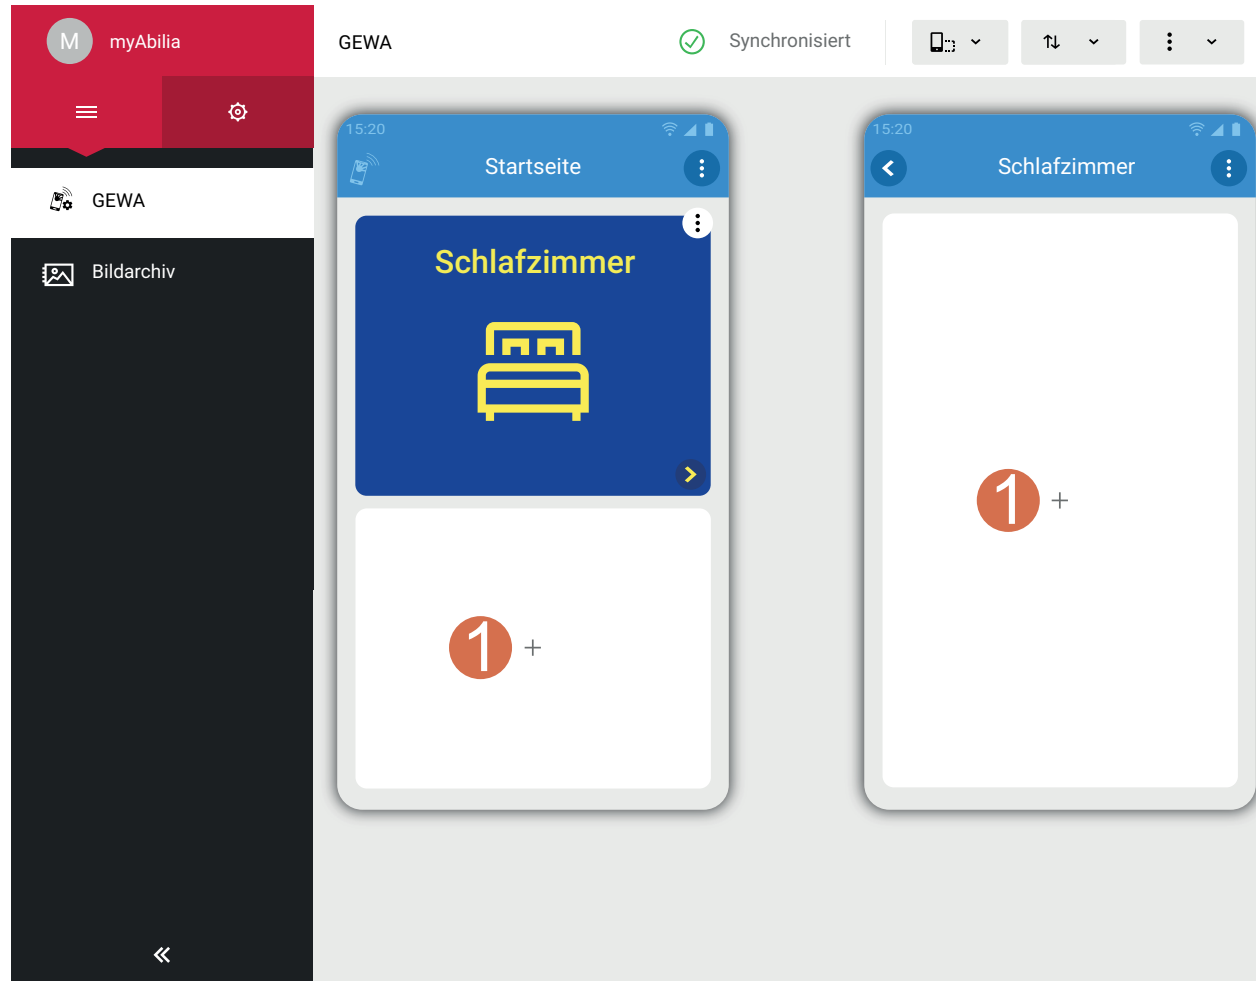 M myAbilia
GEWA
Bildarchiv
GEWA
Synchronisiert
15:20
Startseite
Schlafzimmer
1
15:20
Schlafzimmer
1